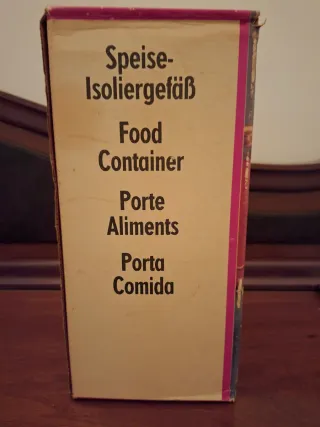 Speise-
Isoliergefäß
Food
Container
Porte
Aliments
Porta
Comida